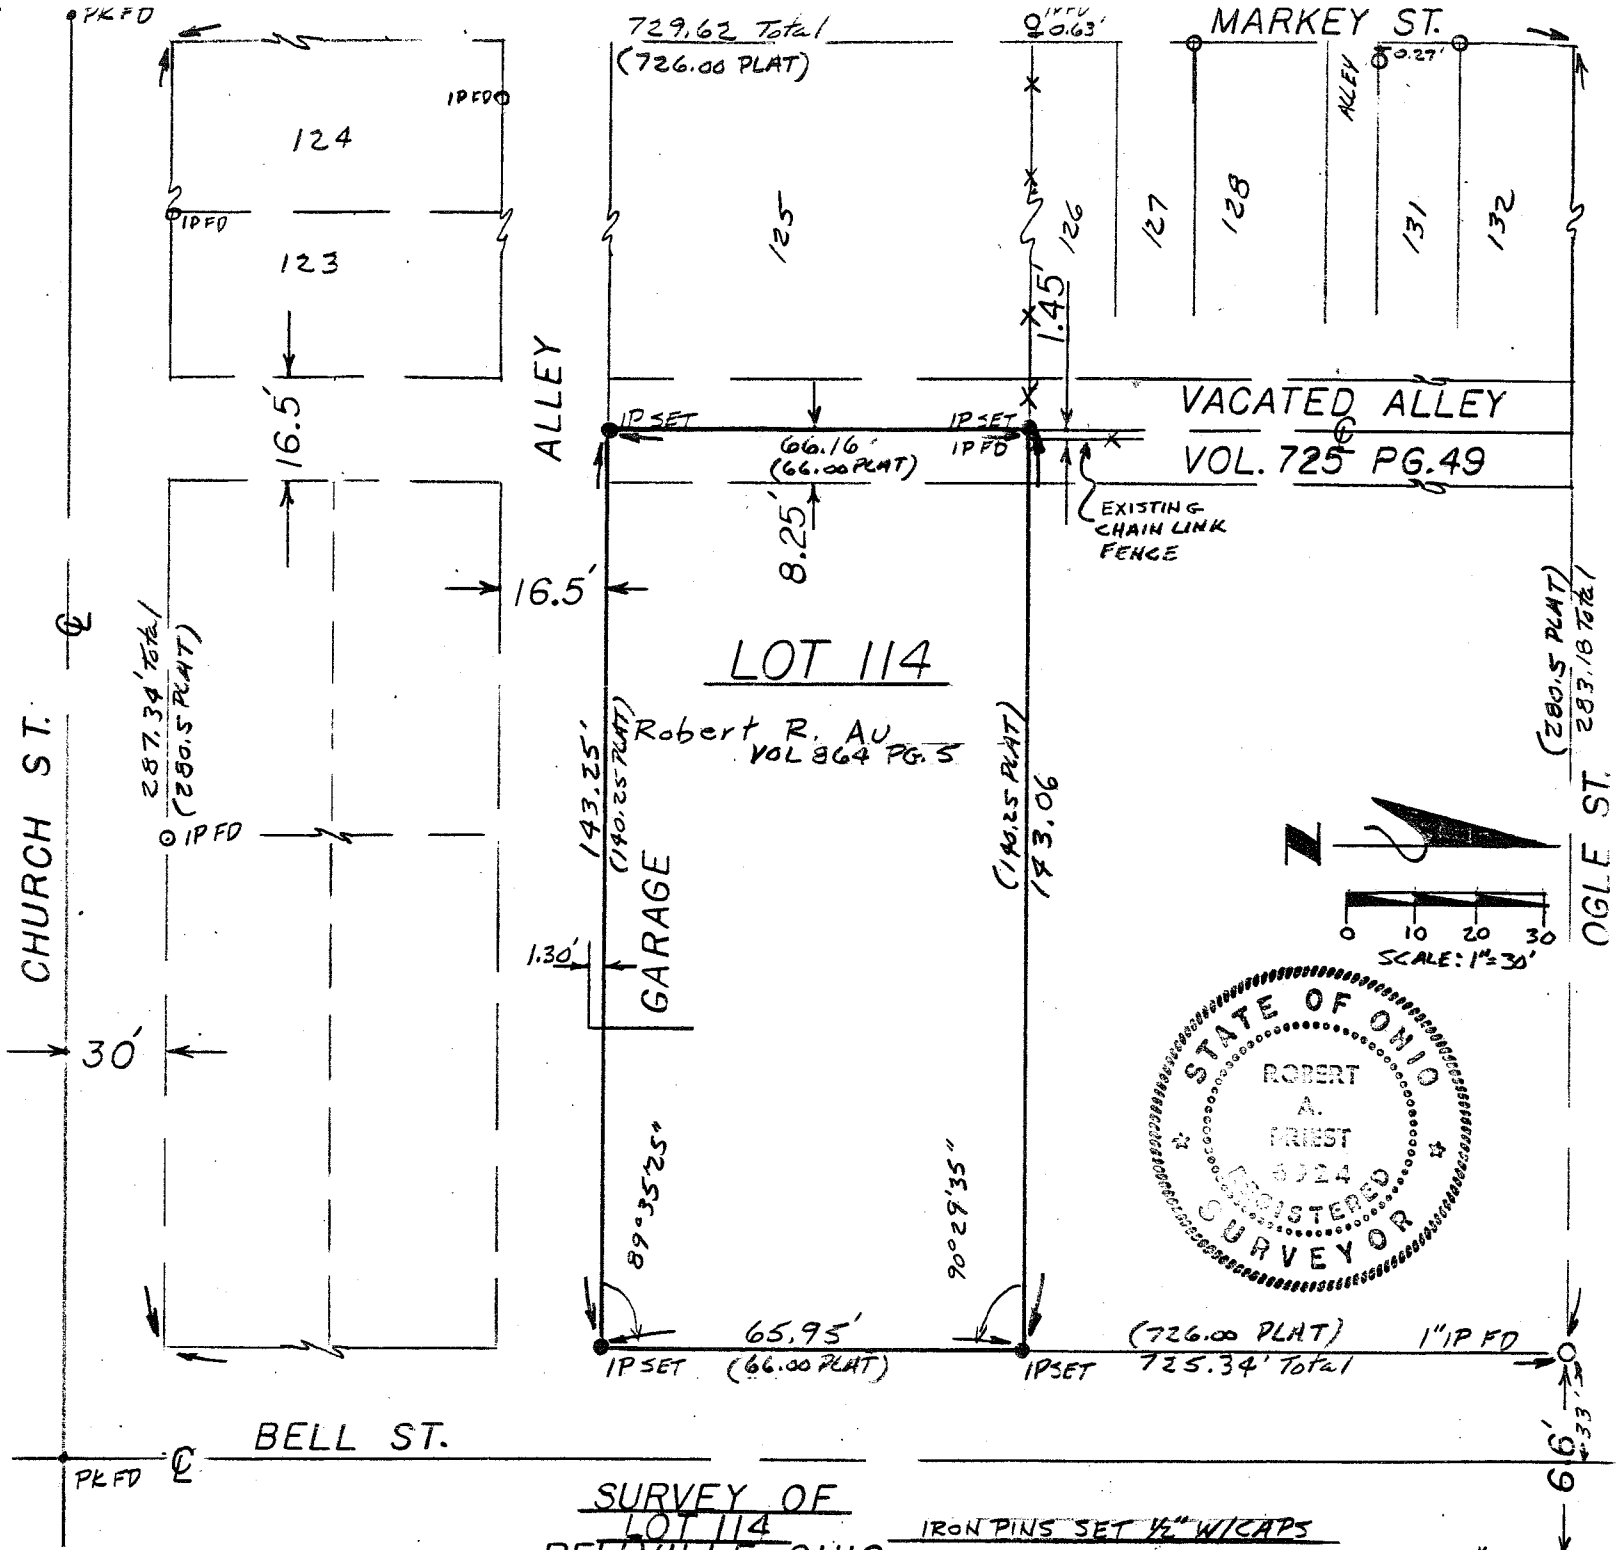 PK FD
729.62 Total
(726.00 PLAT)
0.63'
MARKEY ST.
ALLEY
0.27'
IPFD
124
IPFD
123
125
126
127
128
131
132
1.45'
16.5'
ALLEY
IP SET
IP SET
66.16'
(66.00 PLAT)
IP FD
VACATED ALLEY
VOL. 725 PG.49
EXISTING
CHAIN LINK
FENCE
8.25'
16.5'
LOT 114
Robert R. Au
VOL 864 PG. 5
287.34' Total
(280.5 PLAT)
IP FD
CHURCH ST.
143.25'
(140.25 PLAT)
(140.25 PLAT)
143.06
(280.5 PLAT)
283.18 Total
OGLE ST.
N
0 10 20 30
SCALE: 1"=30'
GARAGE
1.30'
30'
STATE OF OHIO
ROBERT
A.
PRIEST
REGISTERED
SURVEYOR
89°35'25"
90°29'35"
65.95'
(66.00 PLAT)
IP SET
IPSET
(726.00 PLAT)
725.34' Total
1" IP FD
33'
66'
BELL ST.
PK FD
SURVEY OF
LOT 114
IRON PINS SET 1/2" W/CAPS